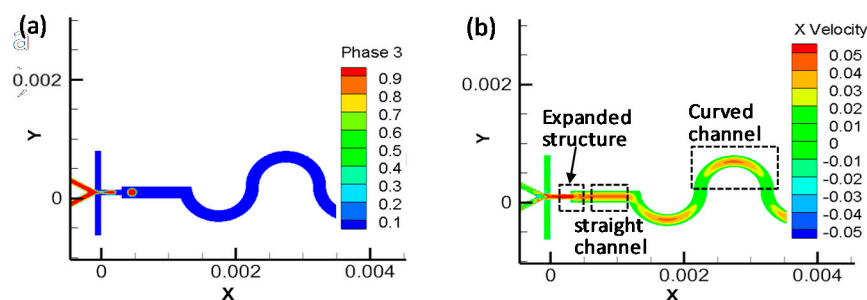 (a)
Phase 3
0.9
0.8
0.7
0.6
0.5
0.4
0.3
0.2
0.1
0.002
0
Y
0
0.002
0.004
X
(b)
X Velocity
0.05
0.04
0.03
0.02
0.01
0
-0.01
-0.02
-0.03
-0.04
-0.05
0.002
0
Y
Expanded
structure
Curved
channel
straight
channel
0
0.002
0.004
X